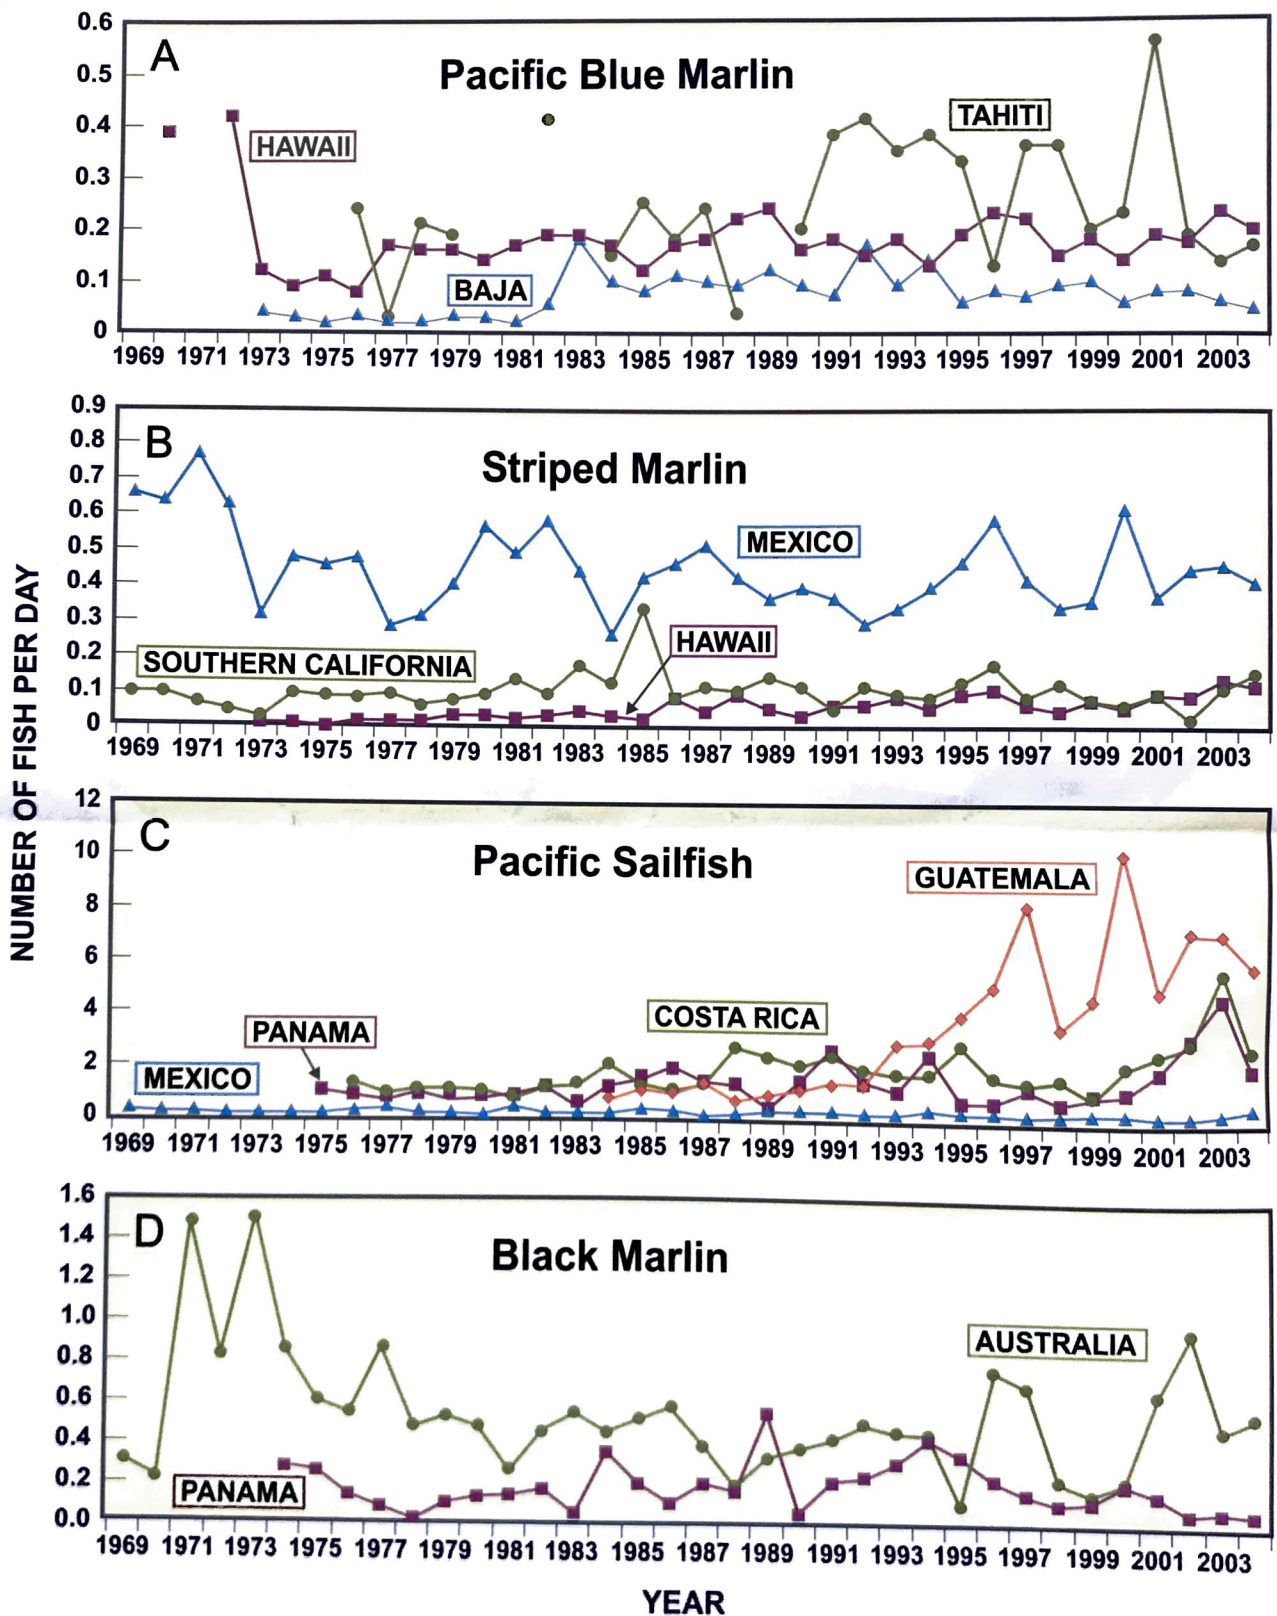 NUMBER OF FISH PER DAY
A
Pacific Blue Marlin
HAWAII
TAHITI
BAJA
0.6
0.5
0.4
0.3
0.2
0.1
0
1969 1971 1973 1975 1977 1979 1981 1983 1985 1987 1989 1991 1993 1995 1997 1999 2001 2003
B
Striped Marlin
MEXICO
SOUTHERN CALIFORNIA
HAWAII
0.9
0.8
0.7
0.6
0.5
0.4
0.3
0.2
0.1
0
1969 1971 1973 1975 1977 1979 1981 1983 1985 1987 1989 1991 1993 1995 1997 1999 2001 2003
C
Pacific Sailfish
GUATEMALA
COSTA RICA
PANAMA
MEXICO
12
10
8
6
4
2
0
1969 1971 1973 1975 1977 1979 1981 1983 1985 1987 1989 1991 1993 1995 1997 1999 2001 2003
D
Black Marlin
AUSTRALIA
PANAMA
1.6
1.4
1.2
1.0
0.8
0.6
0.4
0.2
0.0
1969 1971 1973 1975 1977 1979 1981 1983 1985 1987 1989 1991 1993 1995 1997 1999 2001 2003
YEAR